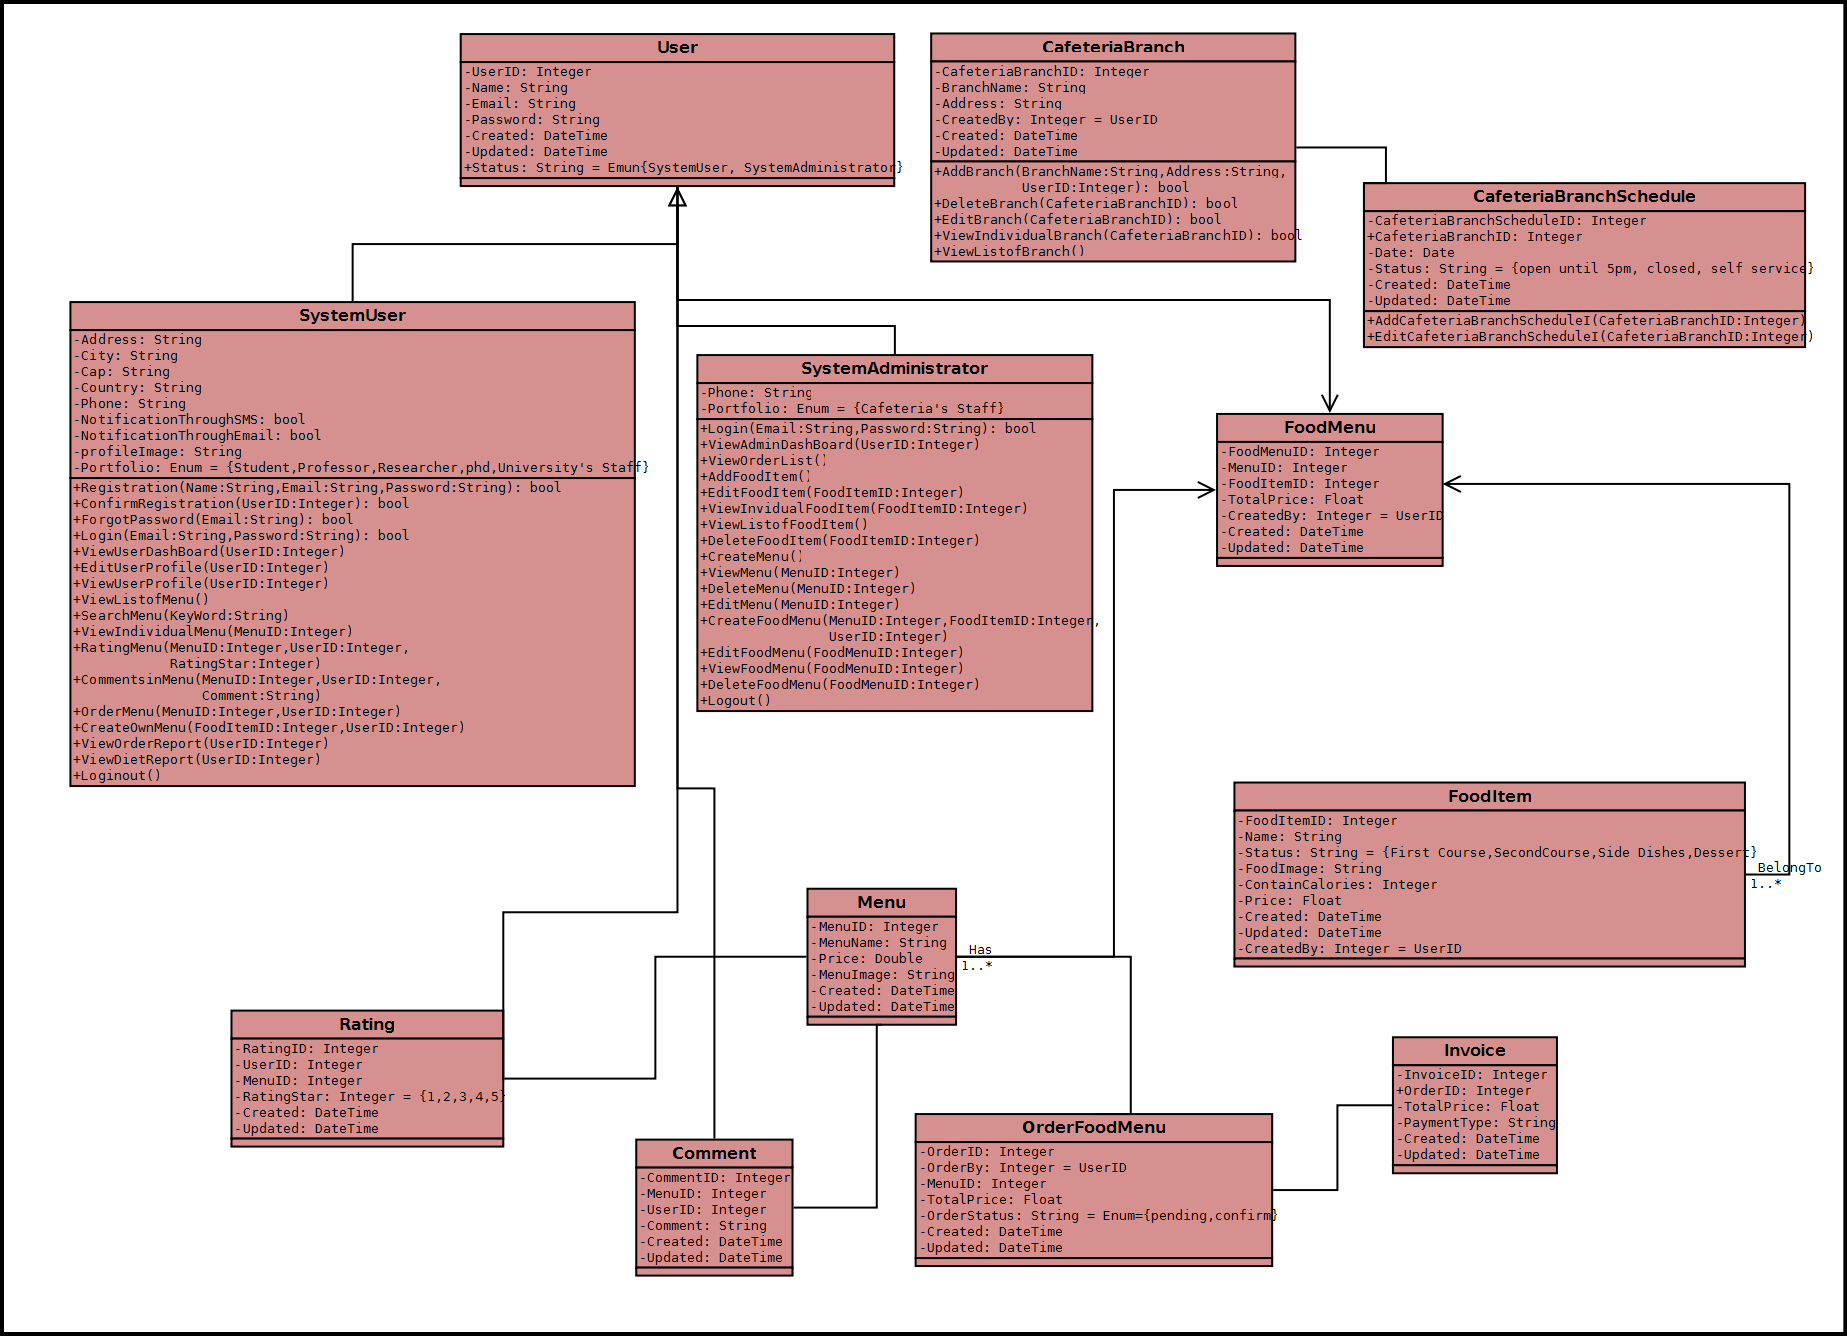 User
-UserID: Integer
-Name: String
-Email: String
-Password: String
-Created: DateTime
-Updated: DateTime
+Status: String = Emun{SystemUser, SystemAdministrator}
CafeteriaBranch
-CafeteriaBranchID: Integer
-BranchName: String
-Address: String
-CreatedBy: Integer = UserID
-Created: DateTime
-Updated: DateTime
+AddBranch(BranchName:String,Address:String,
UserID:Integer): bool
+DeleteBranch(CafeteriaBranchID): bool
+EditBranch(CafeteriaBranchID): bool
+ViewIndividualBranch(CafeteriaBranchID): bool
+ViewListofBranch()
CafeteriaBranchSchedule
-CafeteriaBranchScheduleID: Integer
+CafeteriaBranchID: Integer
-Date: Date
-Status: String = {open until 5pm, closed, self service}
-Created: DateTime
-Updated: DateTime
+AddCafeteriaBranchScheduleI(CafeteriaBranchID:Integer)
+EditCafeteriaBranchScheduleI(CafeteriaBranchID:Integer)
SystemUser
-Address: String
-City: String
-Cap: String
-Country: String
-Phone: String
-NotificationThroughSMS: bool
-NotificationThroughEmail: bool
-profileImage: String
-Portfolio: Enum = {Student,Professor,Researcher,phd,University's Staff}
+Registration(Name:String,Email:String,Password:String): bool
+ConfirmRegistration(UserID:Integer): bool
+ForgotPassword(Email:String): bool
+Login(Email:String,Password:String): bool
+ViewUserDashBoard(UserID:Integer)
+EditUserProfile(UserID:Integer)
+ViewUserProfile(UserID:Integer)
+ViewListofMenu()
+SearchMenu(KeyWord:String)
+ViewIndividualMenu(MenuID:Integer)
+RatingMenu(MenuID:Integer,UserID:Integer,
RatingStar:Integer)
+CommentsinMenu(MenuID:Integer,UserID:Integer,
Comment:String)
+OrderMenu(MenuID:Integer,UserID:Integer)
+CreateOwnMenu(FoodItemID:Integer,UserID:Integer)
+ViewOrderReport(UserID:Integer)
+ViewDietReport(UserID:Integer)
+Loginout()
SystemAdministrator
-Phone: String
-Portfolio: Enum = {Cafeteria's Staff}
+Login(Email:String,Password:String): bool
+ViewAdminDashBoard(UserID:Integer)
+ViewOrderList()
+AddFoodItem()
+EditFoodItem(FoodItemID:Integer)
+ViewInvidualFoodItem(FoodItemID:Integer)
+ViewListofFoodItem()
+DeleteFoodItem(FoodItemID:Integer)
+CreateMenu()
+ViewMenu(MenuID:Integer)
+DeleteMenu(MenuID:Integer)
+EditMenu(MenuID:Integer)
+CreateFoodMenu(MenuID:Integer,FoodItemID:Integer,
UserID:Integer)
+EditFoodMenu(FoodMenuID:Integer)
+ViewFoodMenu(FoodMenuID:Integer)
+DeleteFoodMenu(FoodMenuID:Integer)
+Logout()
FoodMenu
-FoodMenuID: Integer
-MenuID: Integer
-FoodItemID: Integer
-TotalPrice: Float
-CreatedBy: Integer = UserID
-Created: DateTime
-Updated: DateTime
FoodItem
-FoodItemID: Integer
-Name: String
-Status: String = {First Course,SecondCourse,Side Dishes,Dessert}
-FoodImage: String
-ContainCalories: Integer
-Price: Float
-Created: DateTime
-Updated: DateTime
-CreatedBy: Integer = UserID
BelongTo
1..*
Menu
-MenuID: Integer
-MenuName: String
-Price: Double
-MenuImage: String
-Created: DateTime
-Updated: DateTime
Has
1..*
Rating
-RatingID: Integer
-UserID: Integer
-MenuID: Integer
-RatingStar: Integer = {1,2,3,4,5}
-Created: DateTime
-Updated: DateTime
Comment
-CommentID: Integer
-MenuID: Integer
-UserID: Integer
-Comment: String
-Created: DateTime
-Updated: DateTime
OrderFoodMenu
-OrderID: Integer
-OrderBy: Integer = UserID
-MenuID: Integer
-TotalPrice: Float
-OrderStatus: String = Enum={pending,confirm}
-Created: DateTime
-Updated: DateTime
Invoice
-InvoiceID: Integer
+OrderID: Integer
-TotalPrice: Float
-PaymentType: String
-Created: DateTime
-Updated: DateTime